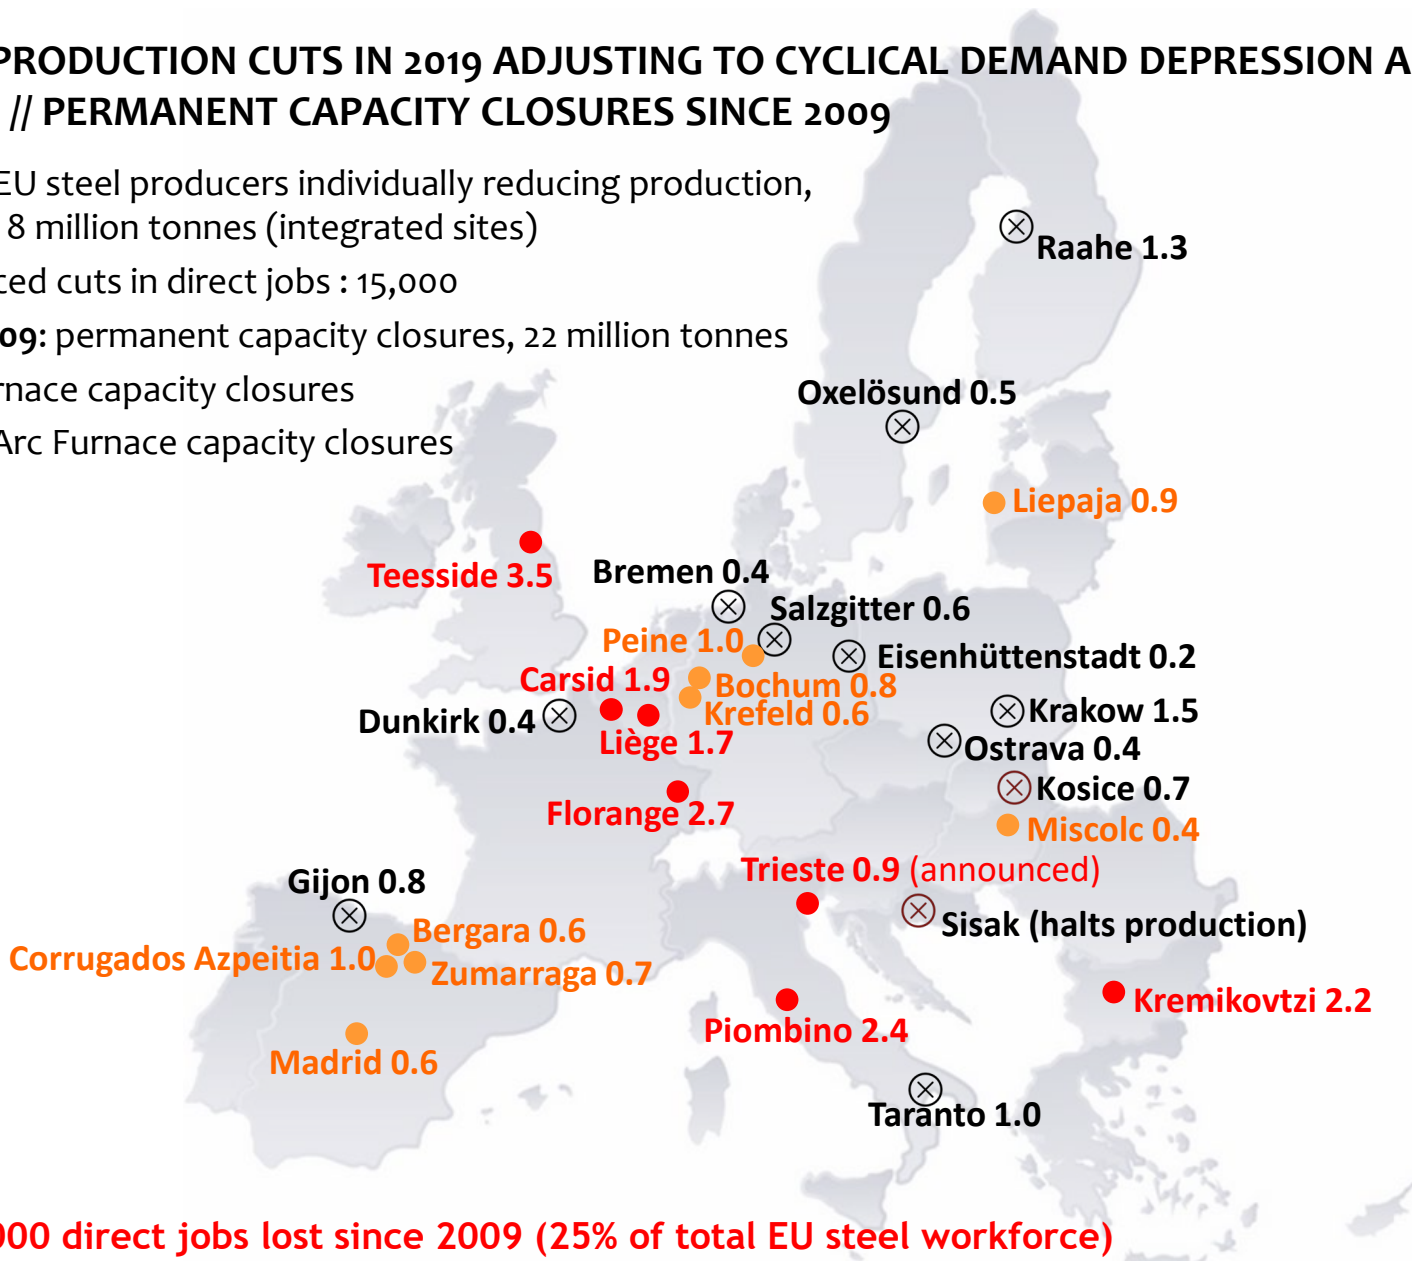 PRODUCTION CUTS IN 2019 ADJUSTING TO CYCLICAL DEMAND DEPRESSION A
// PERMANENT CAPACITY CLOSURES SINCE 2009
EU steel producers individually reducing production,
8 million tonnes (integrated sites)
ced cuts in direct jobs : 15,000
09: permanent capacity closures, 22 million tonnes
rnace capacity closures
Arc Furnace capacity closures
Raahe 1.3
Oxelösund 0.5
Liepaja 0.9
Teesside 3.5
Bremen 0.4
Salzgitter 0.6
Peine 1.0
Eisenhüttenstadt 0.2
Carsid 1.9
Bochum 0.8
Krefeld 0.6
Dunkirk 0.4
Krakow 1.5
Liège 1.7
Ostrava 0.4
Kosice 0.7
Florange 2.7
Miscolc 0.4
Trieste 0.9 (announced)
Gijon 0.8
Sisak (halts production)
Bergara 0.6
Corrugados Azpeitia 1.0
Zumarraga 0.7
Kremikovtzi 2.2
Piombino 2.4
Madrid 0.6
Taranto 1.0
000 direct jobs lost since 2009 (25% of total EU steel workforce)